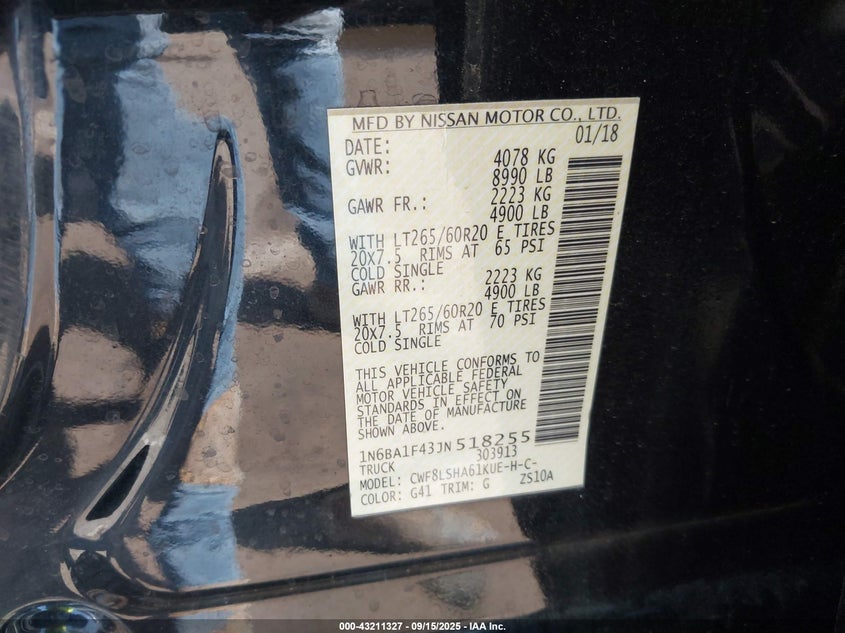 MFD BY NISSAN MOTOR CO., LTD.
DATE: 01/18
GVWR: 4078 KG
8990 LB
GAWR FR.: 2223 KG
4900 LB
WITH LT265/60R20 E TIRES
20X7.5 RIMS AT 65 PSI
COLD SINGLE
GAWR RR.: 2223 KG
4900 LB
WITH LT265/60R20 E TIRES
20X7.5 RIMS AT 70 PSI
COLD SINGLE
THIS VEHICLE CONFORMS TO
ALL APPLICABLE FEDERAL
MOTOR VEHICLE SAFETY
STANDARDS IN EFFECT ON
THE DATE OF MANUFACTURE
SHOWN ABOVE.
1N6BA1F43JN518255
TRUCK 303913
MODEL: CWF8LSHA61KUE-H-C-
ZS10A
COLOR: G41 TRIM: G
000-43211327 - 09/15/2025 - IAA Inc.